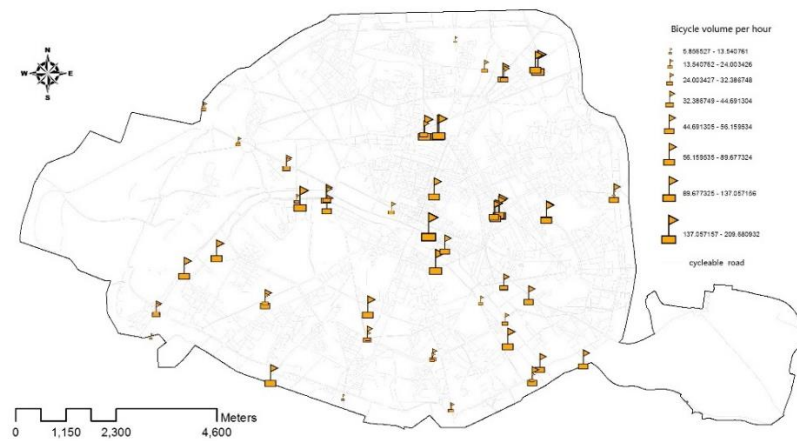 Bicycle volume per hour
N
W E
S
5.866527 - 13.540761
13.540762 - 24.003426
24.003427 - 32.386748
32.386749 - 44.691304
44.691305 - 56.159534
56.159535 - 89.677324
89.677325 - 137.057156
137.057157 - 209.680932
cycleable road
Meters
0 1,150 2,300 4,600